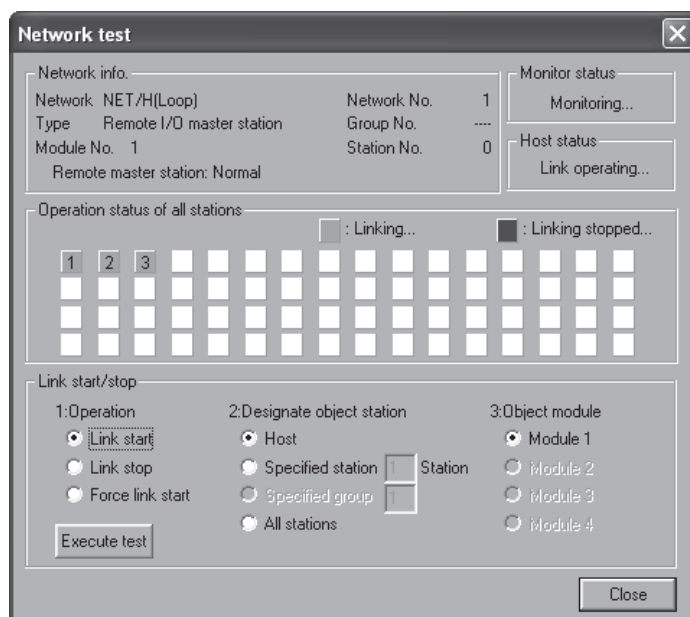 Network test
Network info.
Network NET/H(Loop) Network No. 1
Type Remote I/O master station Group No. ----
Module No. 1 Station No. 0
Remote master station: Normal
Monitor status
Monitoring...
Host status
Link operating...
Operation status of all stations
: Linking... : Linking stopped...
1 2 3
Link start/stop
1:Operation
Link start
Link stop
Force link start
Execute test
2:Designate object station
Host
Specified station 1 Station
Specified group 1
All stations
3:Object module
Module 1
Module 2
Module 3
Module 4
Close